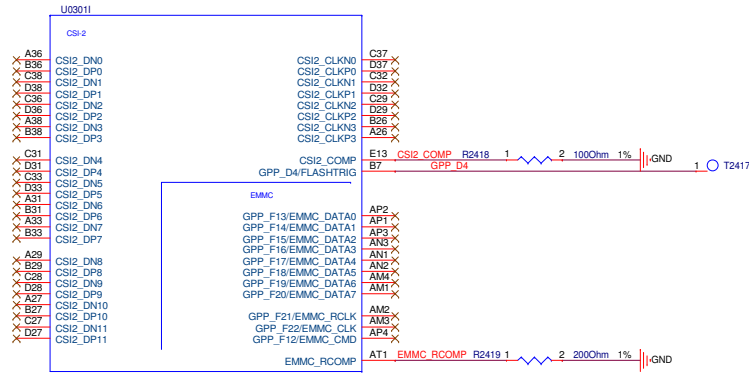 U0301I
CSI-2
A36 CSI2_DN0 CSI2_CLKN0 C37
B36 CSI2_DP0 CSI2_CLKP0 D37
C38 CSI2_DN1 CSI2_CLKN1 C32
D38 CSI2_DP1 CSI2_CLKP1 D32
C36 CSI2_DN2 CSI2_CLKN2 C29
D36 CSI2_DP2 CSI2_CLKP2 D29
A38 CSI2_DN3 CSI2_CLKN3 B26
B38 CSI2_DP3 CSI2_CLKP3 A26
C31 CSI2_DN4 CSI2_COMP E13 CSI2_COMP R2418 1 2 100Ohm 1% GND
D31 CSI2_DP4 GPP_D4/FLASHTRIG B7 GPP_D4 1 T2417
C33 CSI2_DN5
D33 CSI2_DP5
EMMC
A31 CSI2_DN6
B31 CSI2_DP6 GPP_F13/EMMC_DATA0 AP2
A33 CSI2_DN7 GPP_F14/EMMC_DATA1 AP1
B33 CSI2_DP7 GPP_F15/EMMC_DATA2 AP3
GPP_F16/EMMC_DATA3 AN3
A29 CSI2_DN8 GPP_F17/EMMC_DATA4 AN1
B29 CSI2_DP8 GPP_F18/EMMC_DATA5 AN2
C28 CSI2_DN9 GPP_F19/EMMC_DATA6 AM4
D28 CSI2_DP9 GPP_F20/EMMC_DATA7 AM1
A27 CSI2_DN10
B27 CSI2_DP10 GPP_F21/EMMC_RCLK AM2
C27 CSI2_DN11 GPP_F22/EMMC_CLK AM3
D27 CSI2_DP11 GPP_F12/EMMC_CMD AP4
EMMC_RCOMP AT1 EMMC_RCOMP R2419 1 2 200Ohm 1% GND